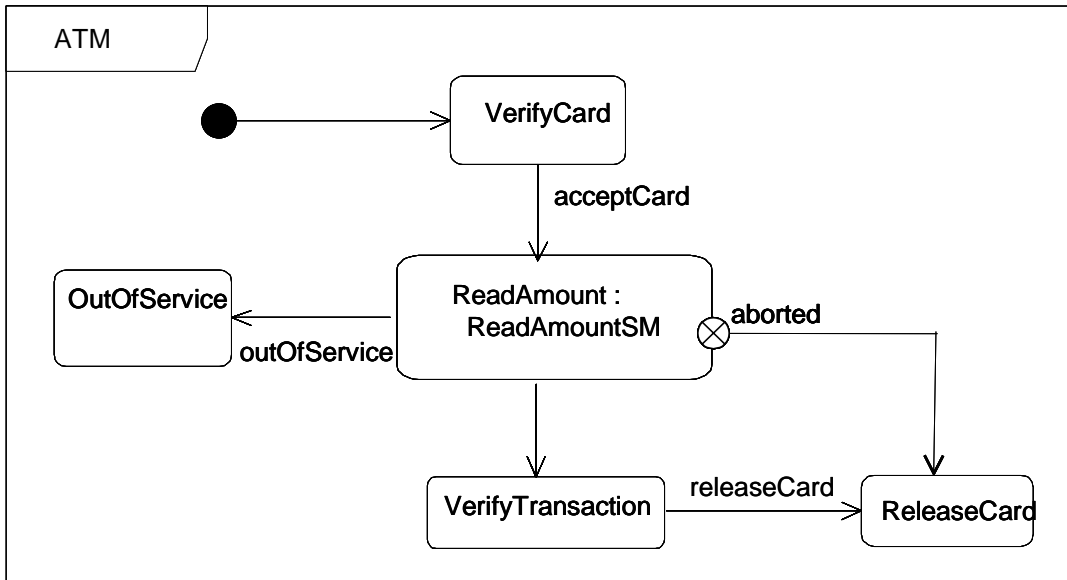 ATM
VerifyCard
acceptCard
OutOfService
ReadAmount :
ReadAmountSM
aborted
outOfService
VerifyTransaction
releaseCard
ReleaseCard